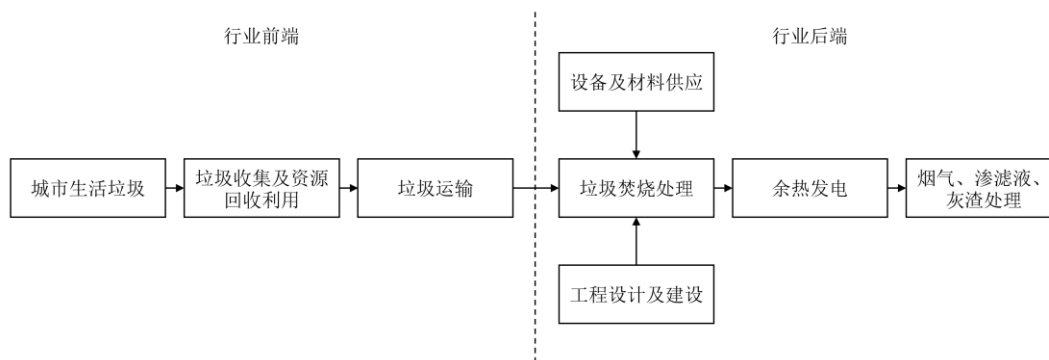 行业前端
行业后端
设备及材料供应
城市生活垃圾
垃圾收集及资源
回收利用
垃圾运输
垃圾焚烧处理
余热发电
烟气、渗滤液、
灰渣处理
工程设计及建设